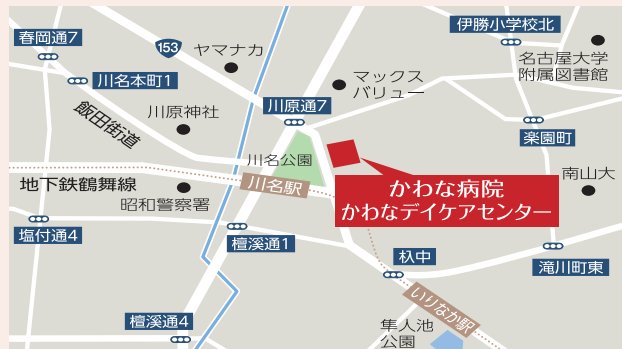 春岡通7
153
ヤマナカ
伊勝小学校北
名古屋大学
附属図書館
川名本町1
マックス
バリュー
飯田街道
川原神社
川原通7
楽園町
川名公園
南山大
地下鉄鶴舞線
川名駅
昭和警察署
かわな病院
かわなデイケアセンター
塩付通4
檀溪通1
杁中
滝川町東
いりなか駅
檀溪通4
隼人池
公園